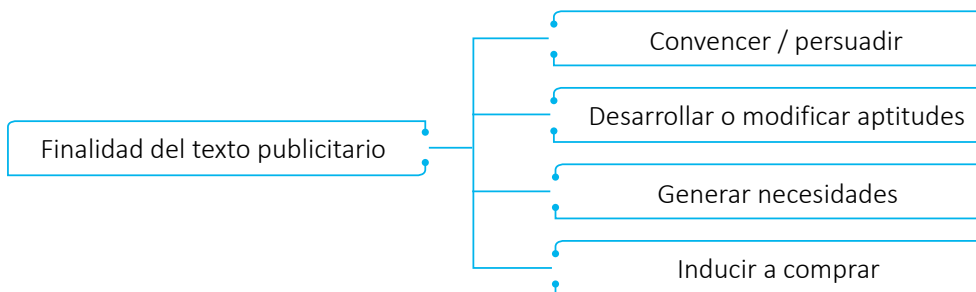 Convencer / persuadir
Desarrollar o modificar aptitudes
Finalidad del texto publicitario
Generar necesidades
Inducir a comprar